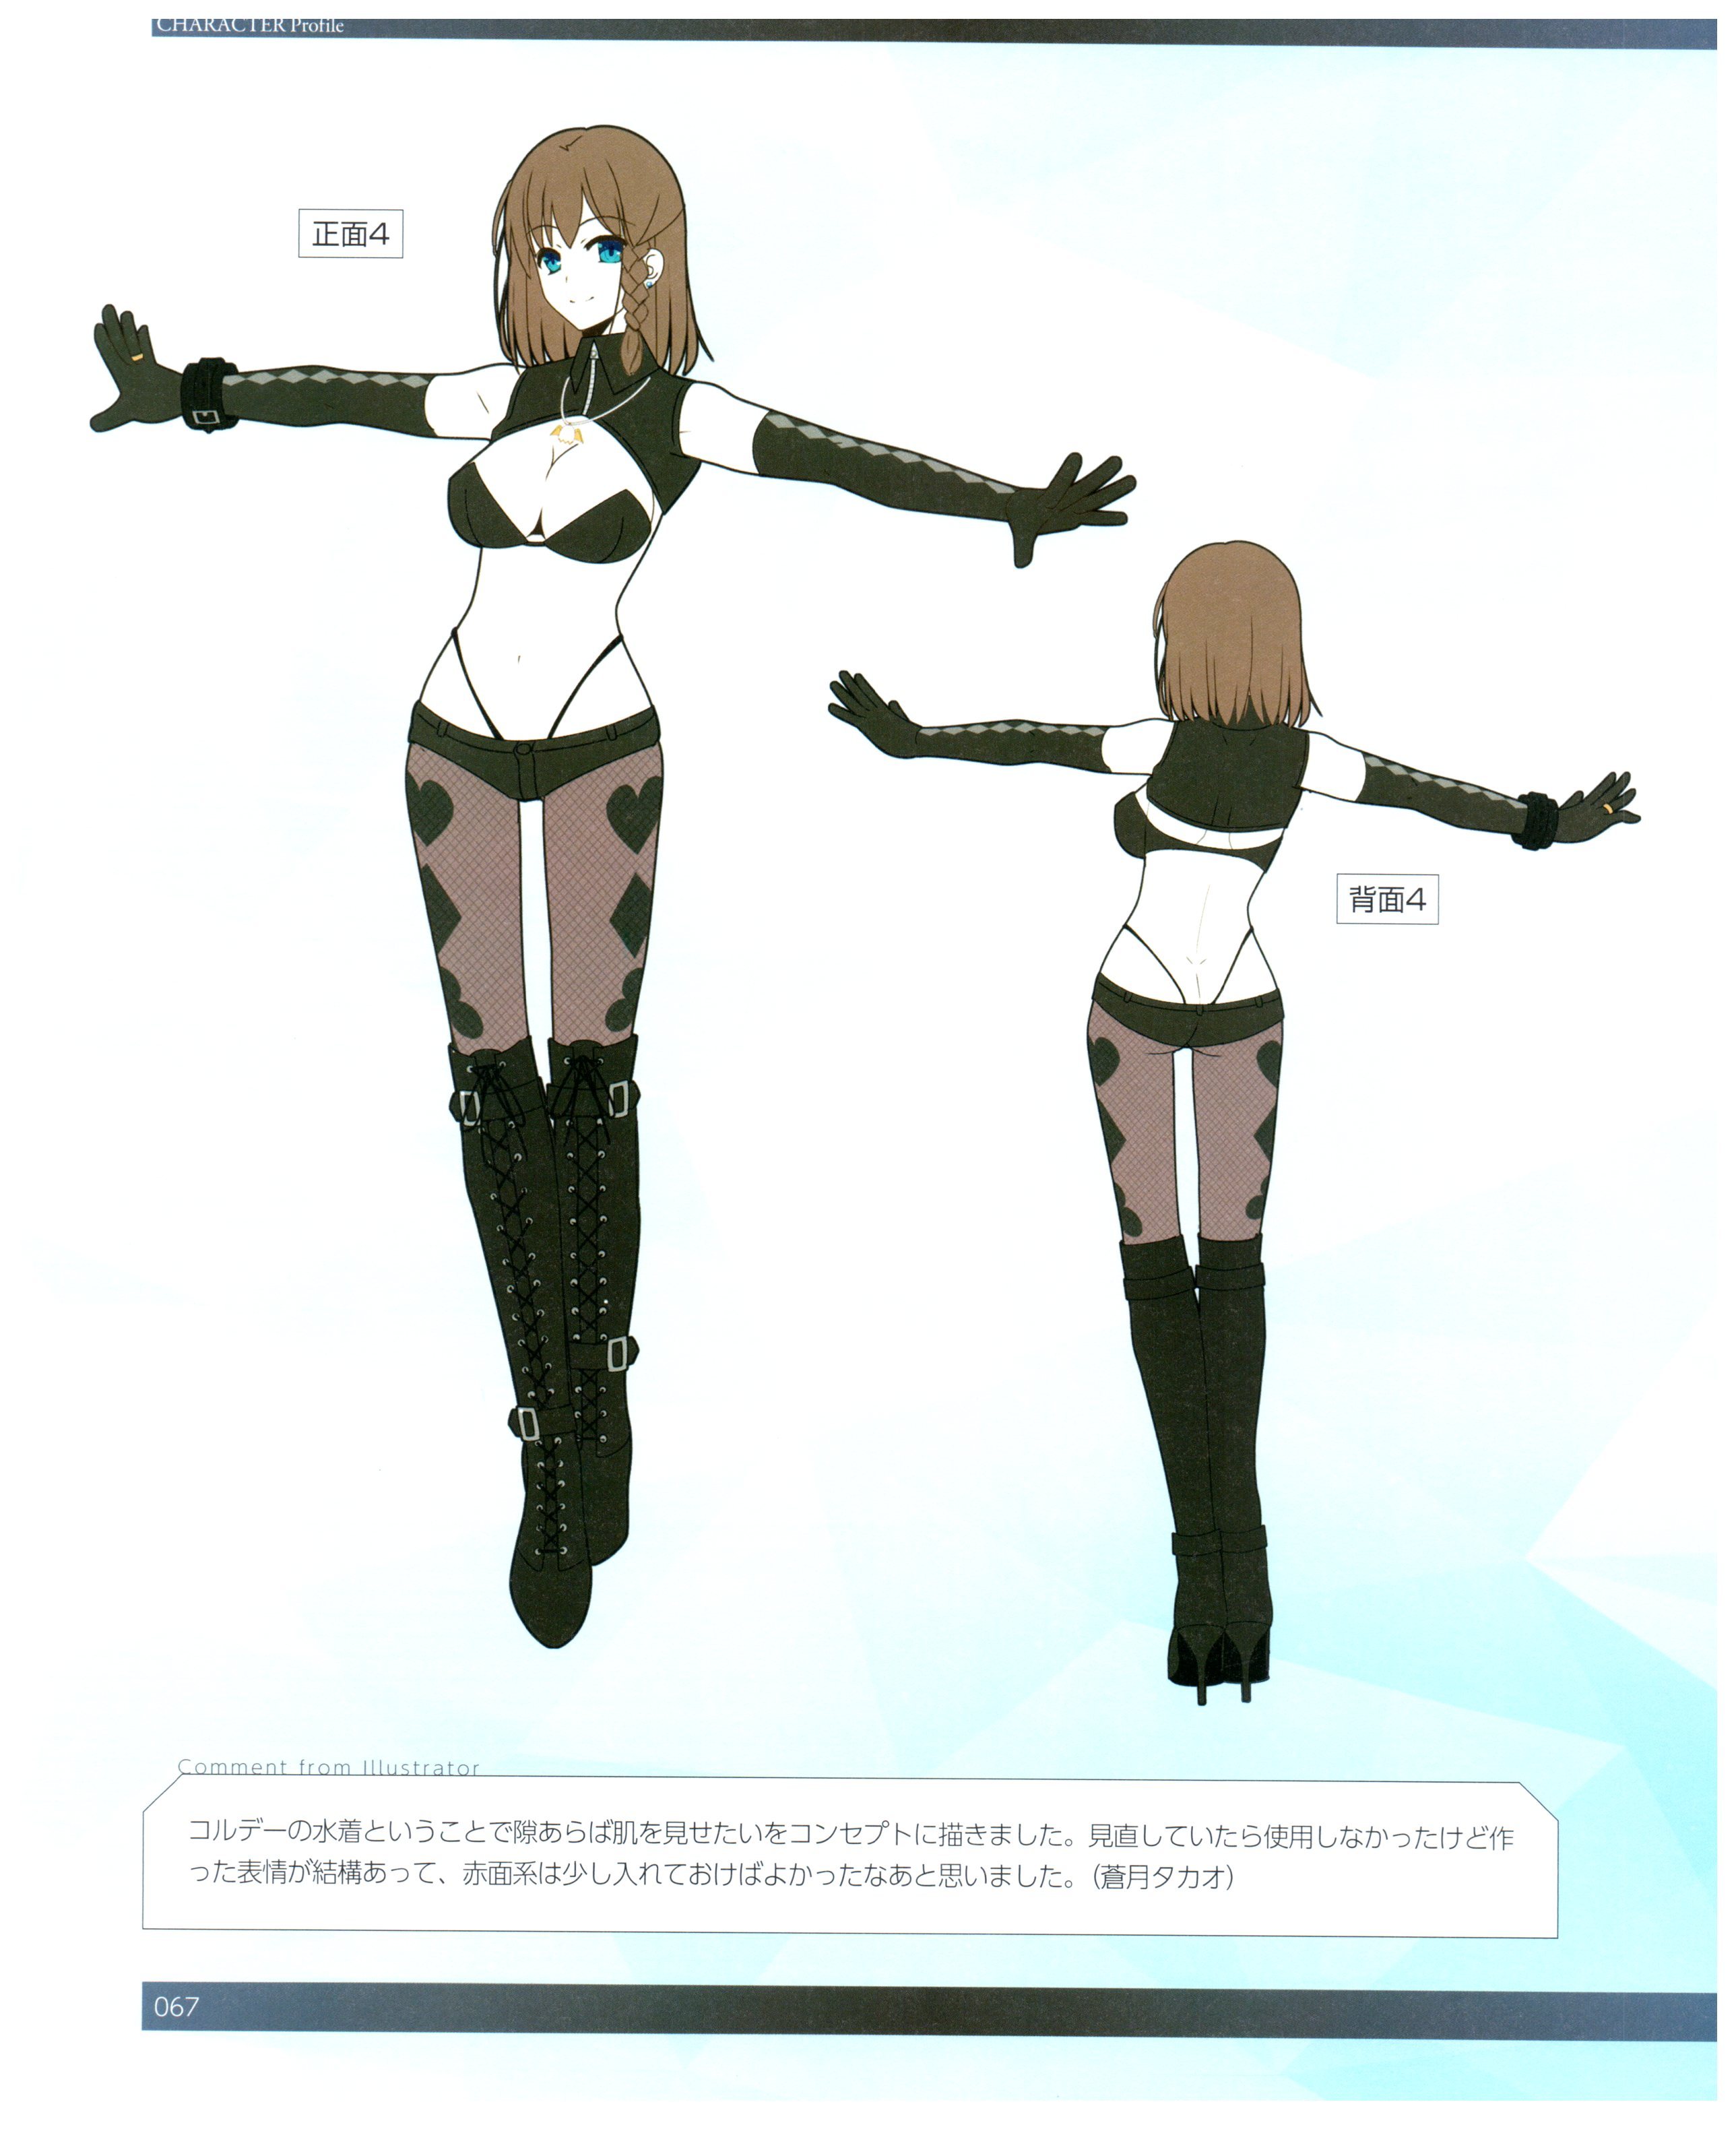 CHARACTER Profile
正面4
背面4
Comment from Illustrator
コルデーの水着ということで隙あらば肌を見せたいをコンセプトに描きました。見直していたら使用しなかったけど作
った表情が結構あって、赤面系は少し入れておけばよかったなあと思いました。（蒼月タカオ）
067